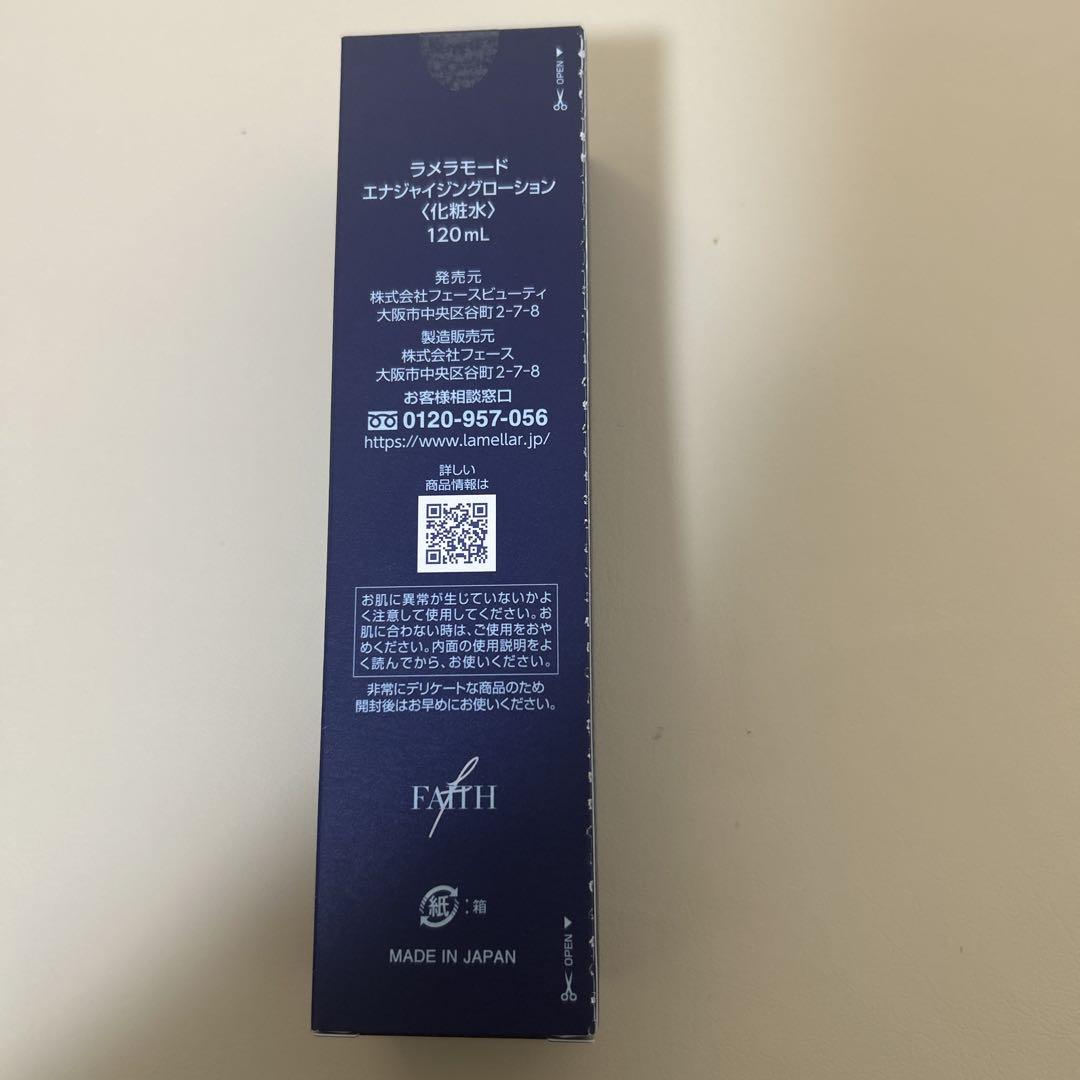 OPEN
ラメラモード
エナジャイジングローション
〈化粧水〉
120mL
発売元
株式会社フェースビューティ
大阪市中央区谷町2-7-8
製造販売元
株式会社フェース
大阪市中央区谷町2-7-8
お客様相談窓口
0120-957-056
https://www.lamellar.jp/
詳しい
商品情報は
お肌に異常が生じていないかよ
く注意して使用してください。お
肌に合わない時は、ご使用をおや
めください。内面の使用説明をよ
く読んでから、お使いください。
非常にデリケートな商品のため
開封後はお早めにお使いください。
FAITH
紙:箱
MADE IN JAPAN
OPEN